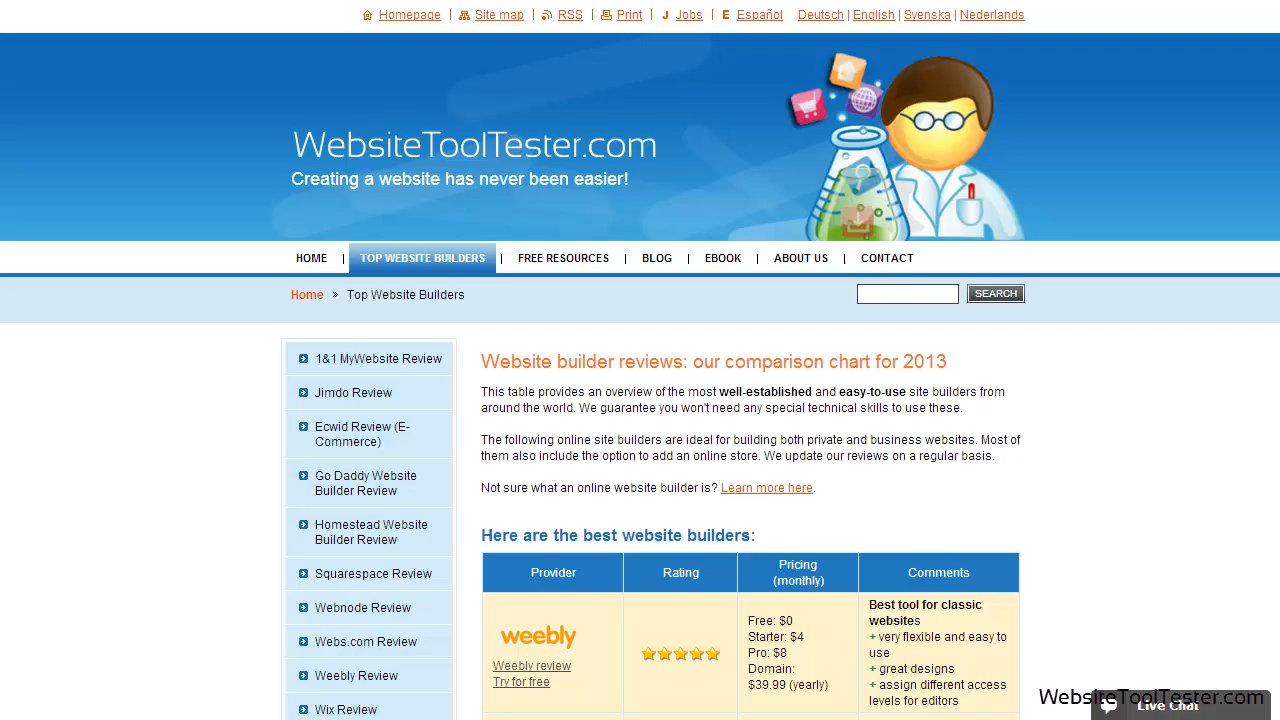 Homepage | Site map | RSS | Print | J Jobs | E Español Deutsch | English | Svenska | Nederlands
WebsiteToolTester.com
Creating a website has never been easier!
HOME | TOP WEBSITE BUILDERS | FREE RESOURCES | BLOG | EBOOK | ABOUT US | CONTACT
Home » Top Website Builders
SEARCH
1&1 MyWebsite Review
Jimdo Review
Ecwid Review (E-
Commerce)
Go Daddy Website
Builder Review
Homestead Website
Builder Review
Squarespace Review
Webnode Review
Webs.com Review
Weebly Review
Wix Review
Website builder reviews: our comparison chart for 2013
This table provides an overview of the most well-established and easy-to-use site builders from
around the world. We guarantee you won't need any special technical skills to use these.
The following online site builders are ideal for building both private and business websites. Most of
them also include the option to add an online store. We update our reviews on a regular basis.
Not sure what an online website builder is? Learn more here.
Here are the best website builders:
Provider
Rating
Pricing
(monthly)
Comments
weebly
Weebly review
Try for free
Free: $0
Starter: $4
Pro: $8
Domain:
$39.99 (yearly)
Best tool for classic
websites
+ very flexible and easy to
use
+ great designs
+ assign different access
levels for editors
WebsiteToolTester.com
Live Chat